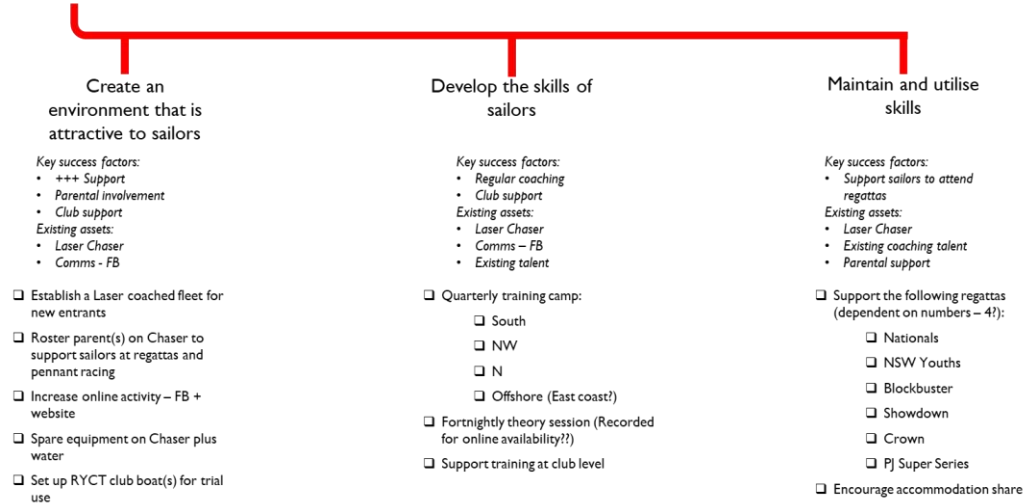 Create an
environment that is
attractive to sailors
Key success factors:
• +++ Support
• Parental involvement
• Club support
Existing assets:
• Laser Chaser
• Comms - FB
❑ Establish a Laser coached fleet for
new entrants
❑ Roster parent(s) on Chaser to
support sailors at regattas and
pennant racing
❑ Increase online activity – FB +
website
❑ Spare equipment on Chaser plus
water
❑ Set up RYCT club boat(s) for trial
use
Develop the skills of
sailors
Key success factors:
• Regular coaching
• Club support
Existing assets:
• Laser Chaser
• Comms – FB
• Existing talent
❑ Quarterly training camp:
❑ South
❑ NW
❑ N
❑ Offshore (East coast?)
❑ Fortnightly theory session (Recorded
for online availability??)
❑ Support training at club level
Maintain and utilise
skills
Key success factors:
• Support sailors to attend
regattas
Existing assets:
• Laser Chaser
• Existing coaching talent
• Parental support
❑ Support the following regattas
(dependent on numbers – 4?):
❑ Nationals
❑ NSW Youths
❑ Blockbuster
❑ Showdown
❑ Crown
❑ PJ Super Series
❑ Encourage accommodation share